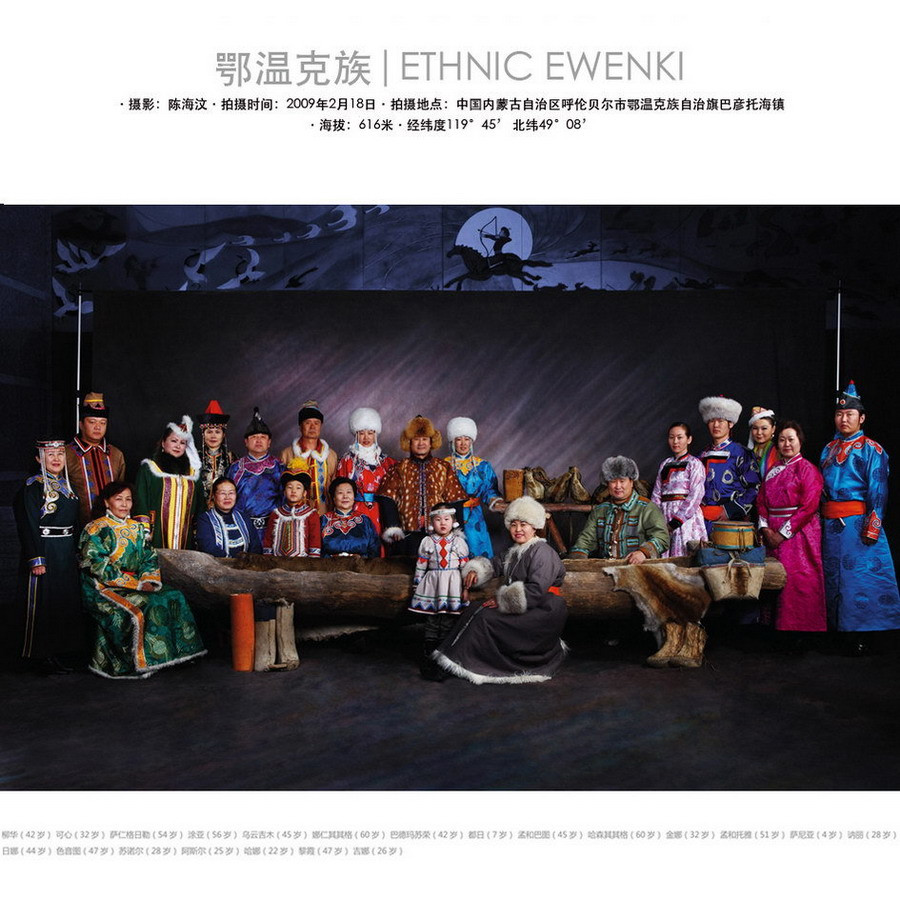 鄂温克族 | ETHNIC EWENKI
· 摄影：陈海汶 · 拍摄时间：2009年2月18日 · 拍摄地点：中国内蒙古自治区呼伦贝尔市鄂温克族自治旗巴彦托海镇
· 海拔：616米 · 经纬度119°45′ 北纬49°08′
柳华（42岁） 可心（32岁） 萨仁格日勒（54岁） 涂亚（56岁） 乌云吉木（45岁） 娜仁其其格（60岁） 巴德玛苏荣（42岁） 都日（7岁） 孟和巴图（45岁） 哈森其其格（60岁） 金娜（32岁） 孟和托雅（51岁） 萨尼亚（4岁） 讷丽（28岁）
日娜（44岁） 色音图（47岁） 苏诺尔（28岁） 阿斯尔（25岁） 哈娜（22岁） 黎霞（47岁） 吉娜（26岁）